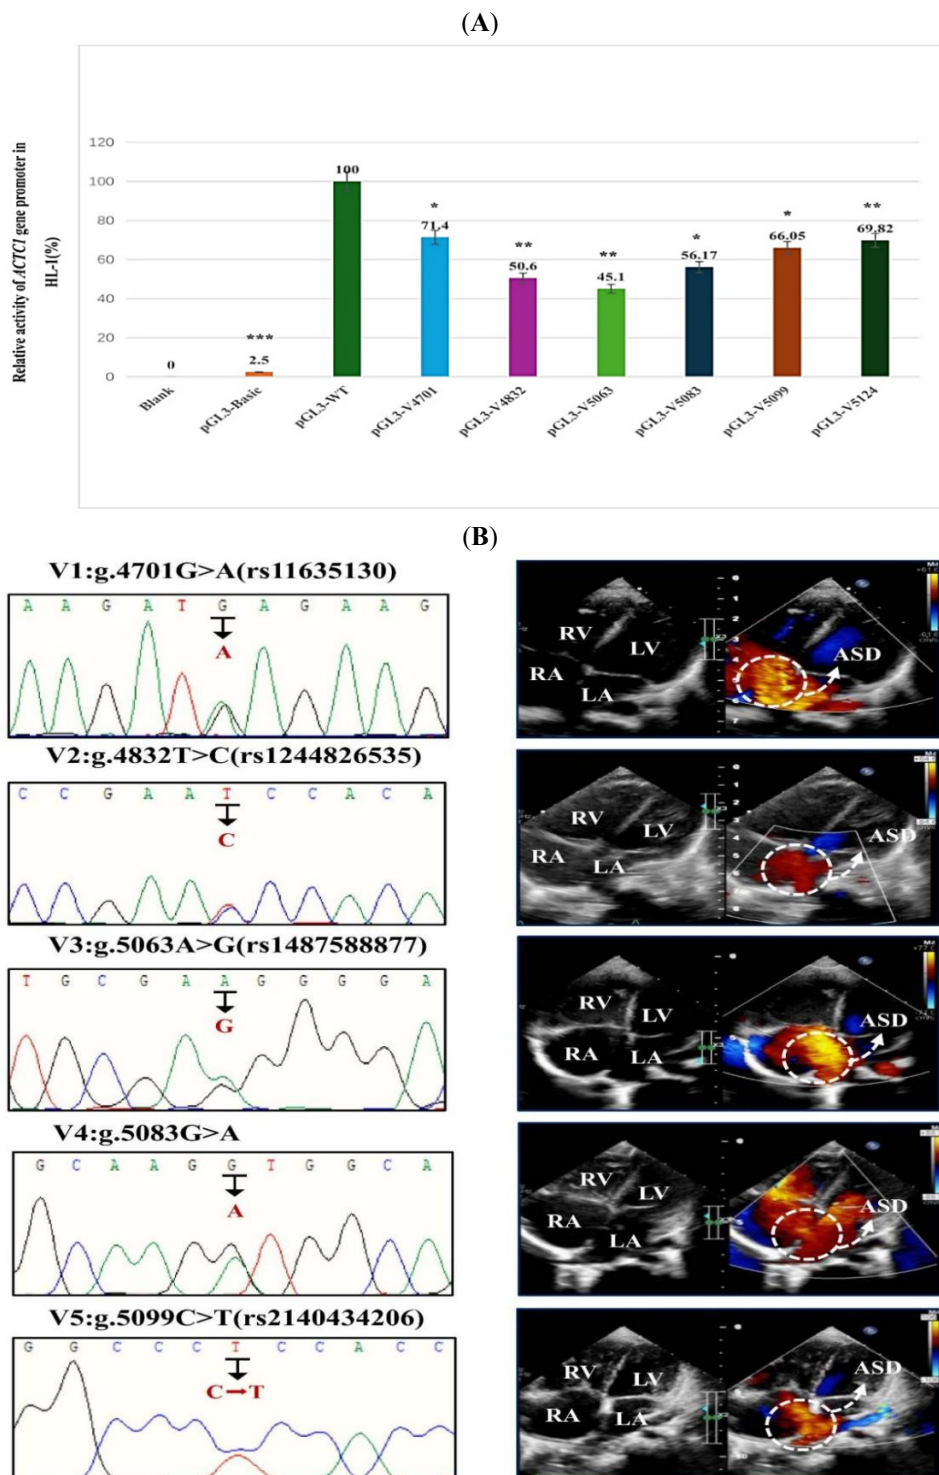 (A)
Relative activity of ACTC1 gene promoter in
HL-1(%)
120
100
80
60
40
20
0
0
***
2.5
100
*
71.4
**
50.6
**
45.1
*
56.17
*
66.05
**
69.82
Blank
pGL3-Basic
pGL3-WT
pGL3-V4701
pGL3-V4832
pGL3-V5063
pGL3-V5083
pGL3-V5099
pGL3-V5124
(B)
V1:g.4701G>A(rs11635130)
A A G A T G A G A A G
A
RV
LV
RA
LA
ASD
V2:g.4832T>C(rs1244826535)
C C G A A T C C A C A
C
RV
LV
RA
LA
ASD
V3:g.5063A>G(rs1487588877)
T G C G A A G G G G A
G
RV
LV
RA
LA
ASD
V4:g.5083G>A
G C A A G G T G G C A
A
RV
LV
RA
LA
ASD
V5:g.5099C>T(rs2140434206)
G G C C C T C C A C C
C→T
RV
LV
RA
LA
ASD